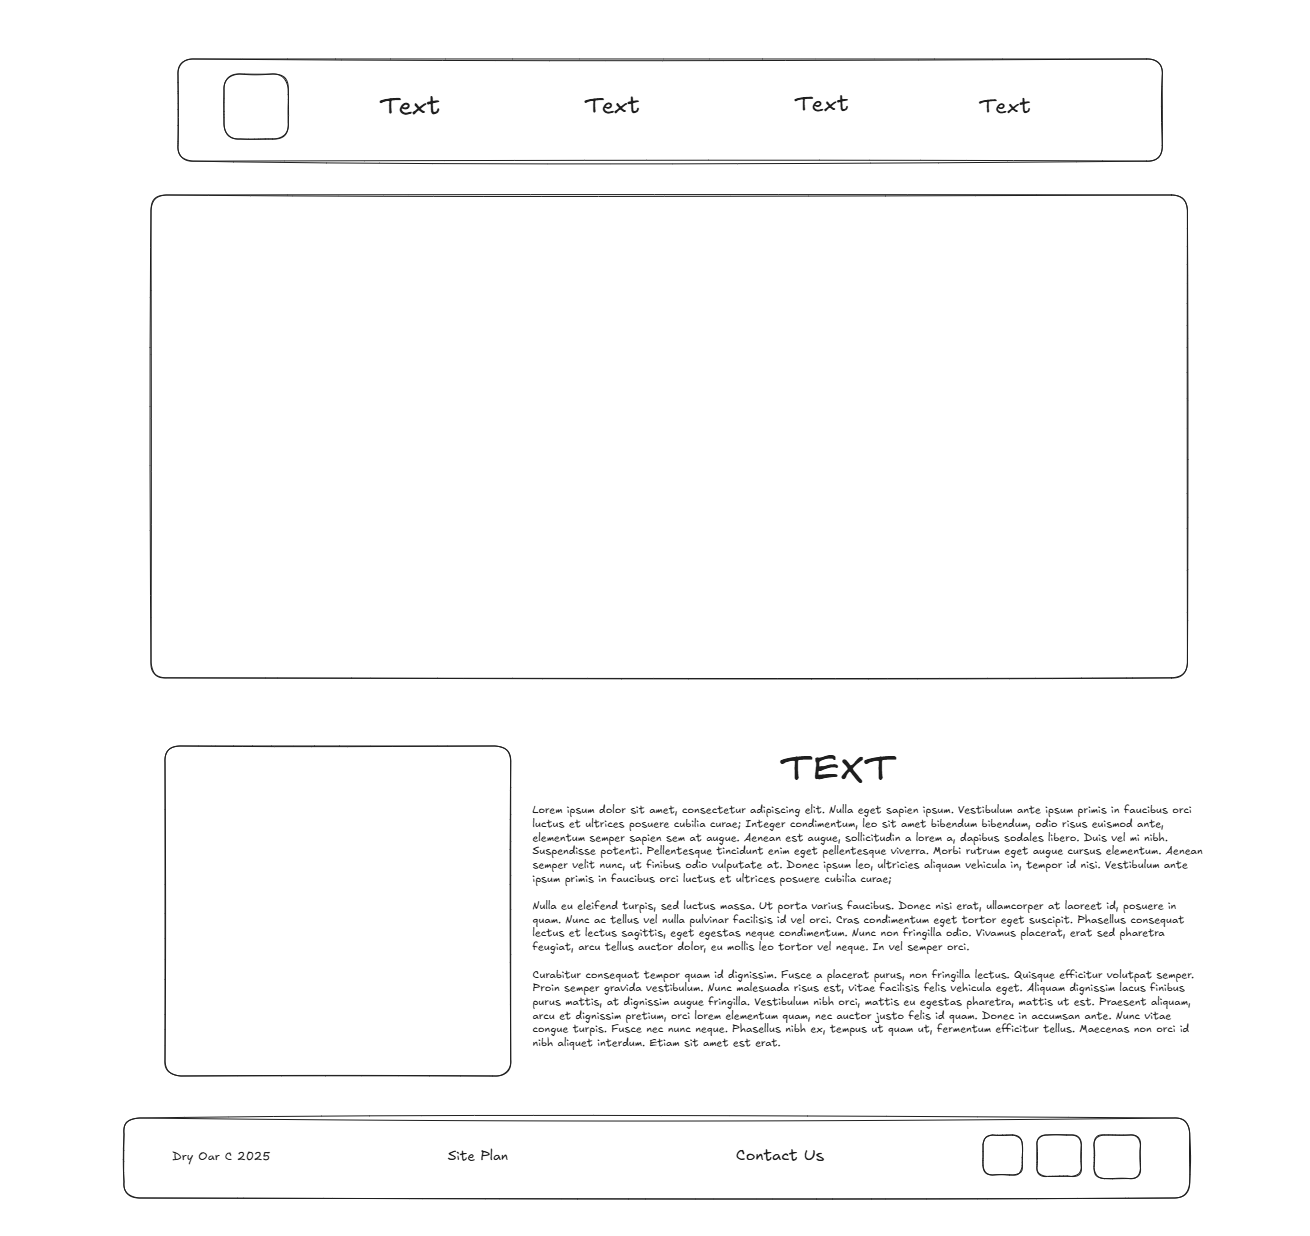 Text Text Text Text
TEXT
Lorem ipsum dolor sit amet, consectetur adipiscing elit. Nulla eget sapien ipsum. Vestibulum ante ipsum primis in faucibus orci
luctus et ultrices posuere cubilia curae; Integer condimentum, leo sit amet bibendum bibendum, odio risus euismod ante,
elementum semper sapien sem at augue. Aenean est augue, sollicitudin a lorem a, dapibus sodales libero. Duis vel mi nibh.
Suspendisse potenti. Pellentesque tincidunt enim eget pellentesque viverra. Morbi rutrum eget augue cursus elementum. Aenean
semper velit nunc, ut finibus odio vulputate at. Donec ipsum leo, ultricies aliquam vehicula in, tempor id nisi. Vestibulum ante
ipsum primis in faucibus orci luctus et ultrices posuere cubilia curae;
Nulla eu eleifend turpis, sed luctus massa. Ut porta varius faucibus. Donec nisi erat, ullamcorper at laoreet id, posuere in
quam. Nunc ac tellus vel nulla pulvinar facilisis id vel orci. Cras condimentum eget tortor eget suscipit. Phasellus consequat
lectus et lectus sagittis, eget egestas neque condimentum. Nunc non fringilla odio. Vivamus placerat, erat sed pharetra
feugiat, arcu tellus auctor dolor, eu mollis leo tortor vel neque. In vel semper orci.
Curabitur consequat tempor quam id dignissim. Fusce a placerat purus, non fringilla lectus. Quisque efficitur volutpat semper.
Proin semper gravida vestibulum. Nunc malesuada risus est, vitae facilisis felis vehicula eget. Aliquam dignissim lacus finibus
purus mattis, at dignissim augue fringilla. Vestibulum nibh orci, mattis eu egestas pharetra, mattis ut est. Praesent aliquam,
arcu et dignissim pretium, orci lorem elementum quam, nec auctor justo felis id quam. Donec in accumsan ante. Nunc vitae
congue turpis. Fusce nec nunc neque. Phasellus nibh ex, tempus ut quam ut, fermentum efficitur tellus. Maecenas non orci id
nibh aliquet interdum. Etiam sit amet est erat.
Dry Oar C 2025 Site Plan Contact Us